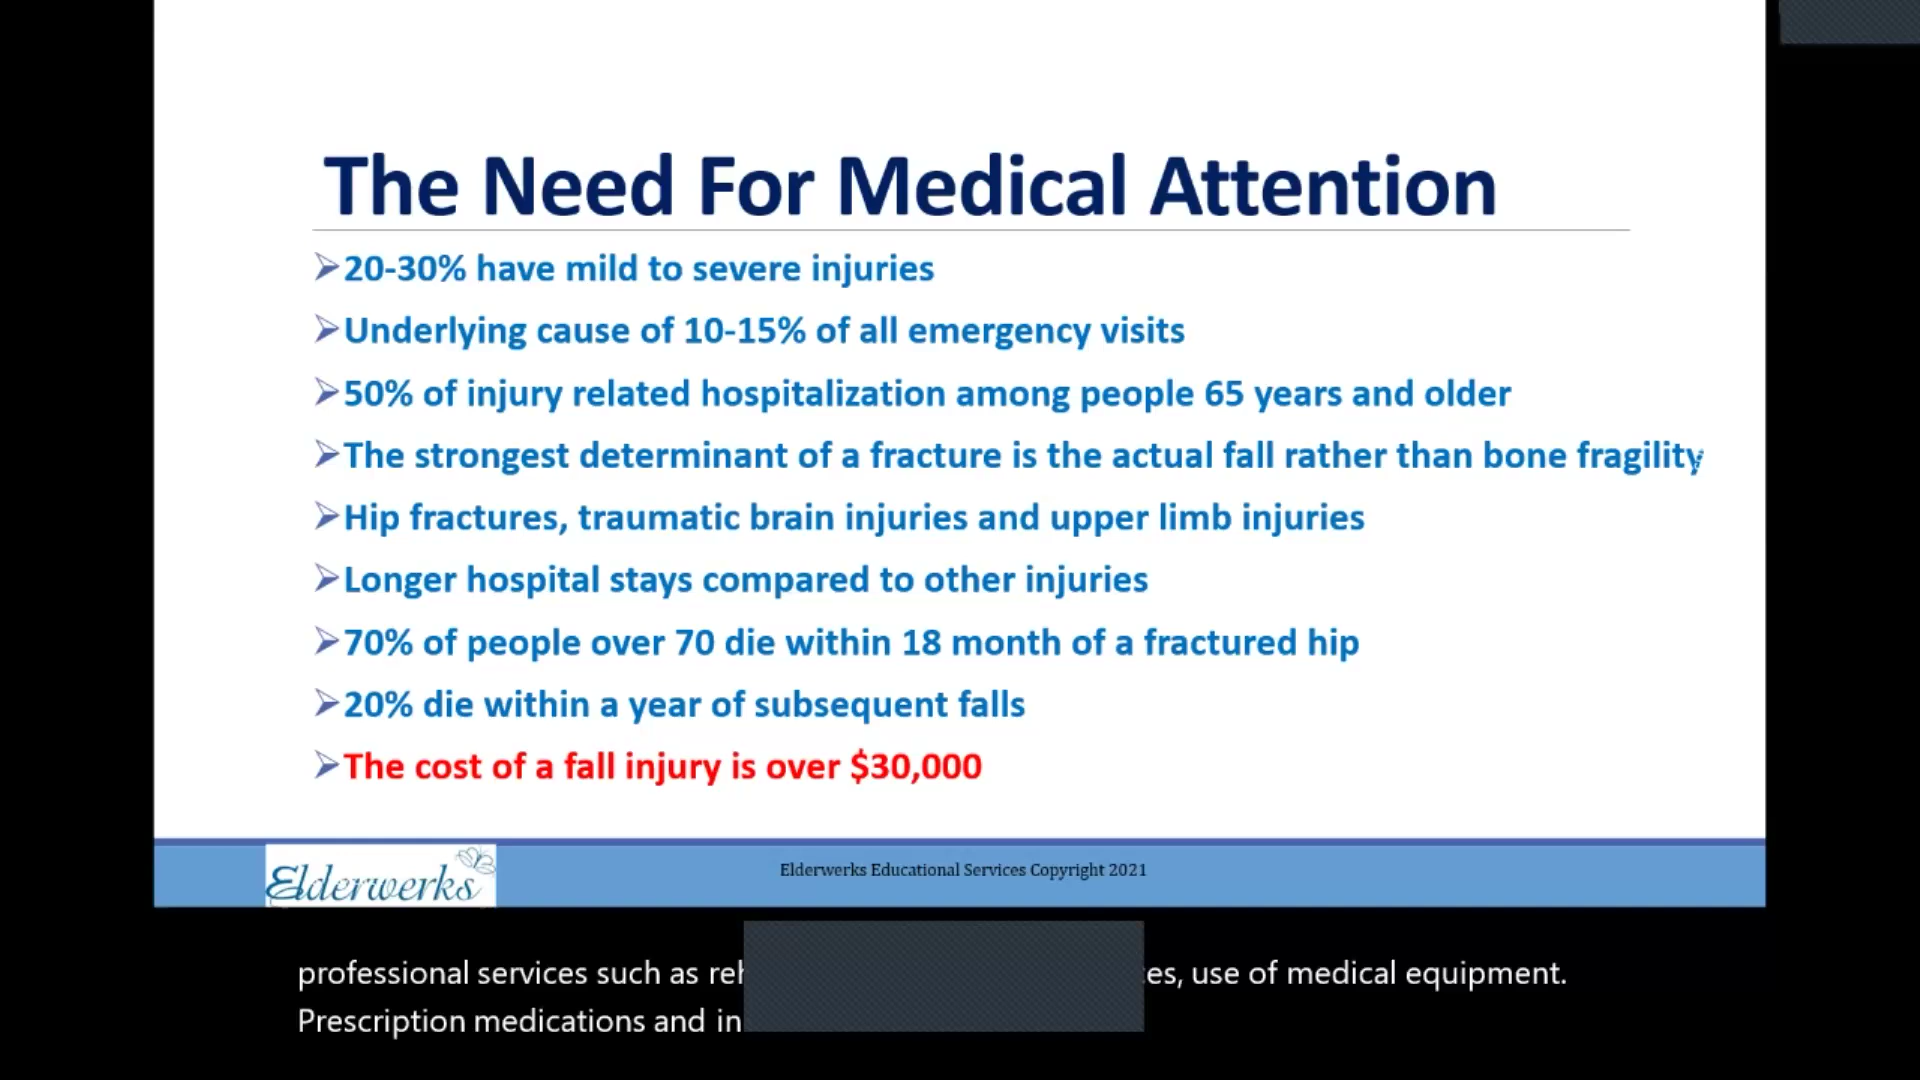 The Need For Medical Attention
20-30% have mild to severe injuries
Underlying cause of 10-15% of all emergency visits
50% of injury related hospitalization among people 65 years and older
The strongest determinant of a fracture is the actual fall rather than bone fragility
Hip fractures, traumatic brain injuries and upper limb injuries
Longer hospital stays compared to other injuries
70% of people over 70 die within 18 month of a fractured hip
20% die within a year of subsequent falls
The cost of a fall injury is over $30,000
Elderwerks
Elderwerks Educational Services Copyright 2021
professional services such as use of medical equipment.
Prescription medications and